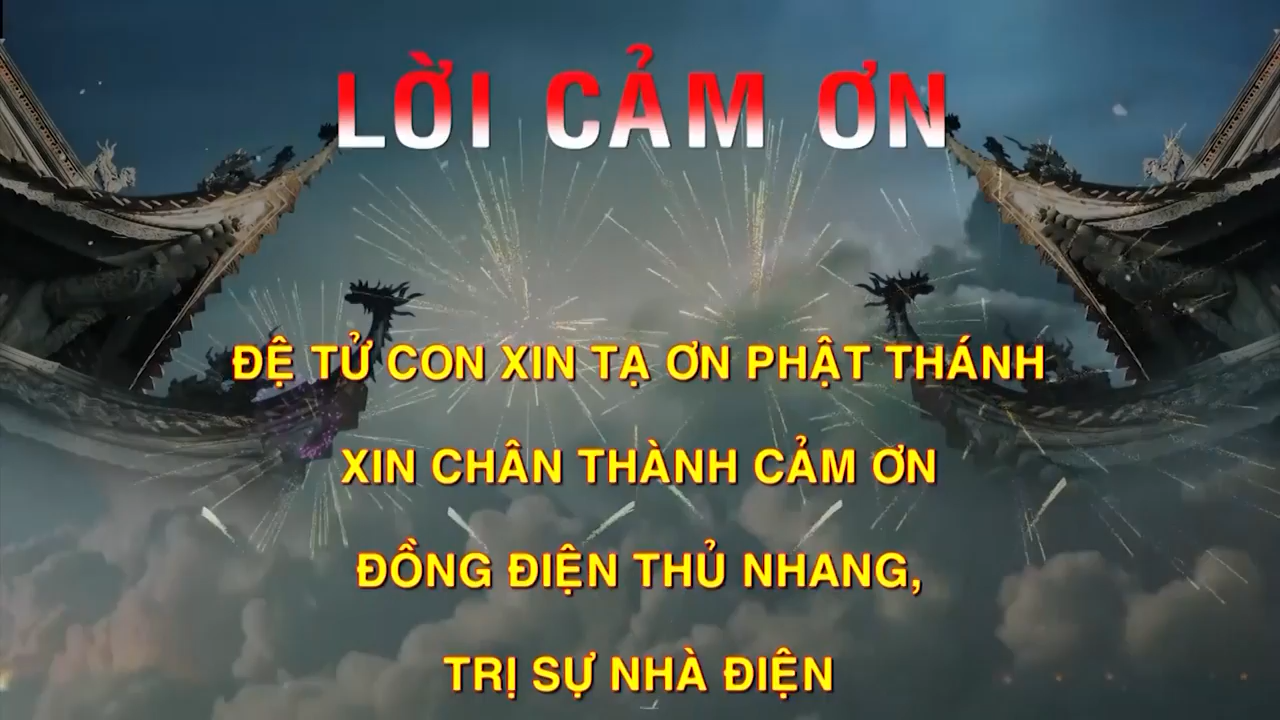 LỜI CẢM ƠN
ĐỆ TỬ CON XIN TẠ ƠN PHẬT THÁNH
XIN CHÂN THÀNH CẢM ƠN
ĐỒNG ĐIỆN THỦ NHANG,
TRỊ SỰ NHÀ ĐIỆN